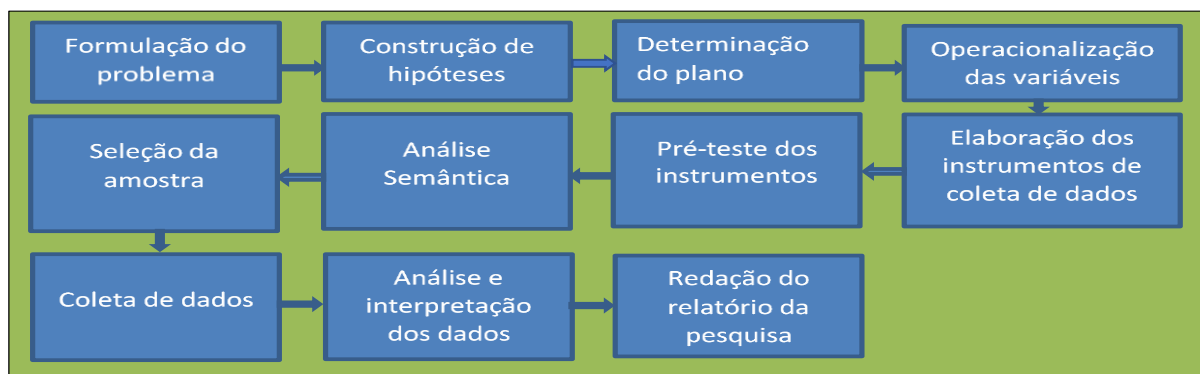 Formulação do
problema
Construção de
hipóteses
Determinação
do plano
Operacionalização
das variáveis
Elaboração dos
instrumentos de
coleta de dados
Pré-teste dos
instrumentos
Análise
Semântica
Seleção da
amostra
Coleta de dados
Análise e
interpretação
dos dados
Redação do
relatório da
pesquisa